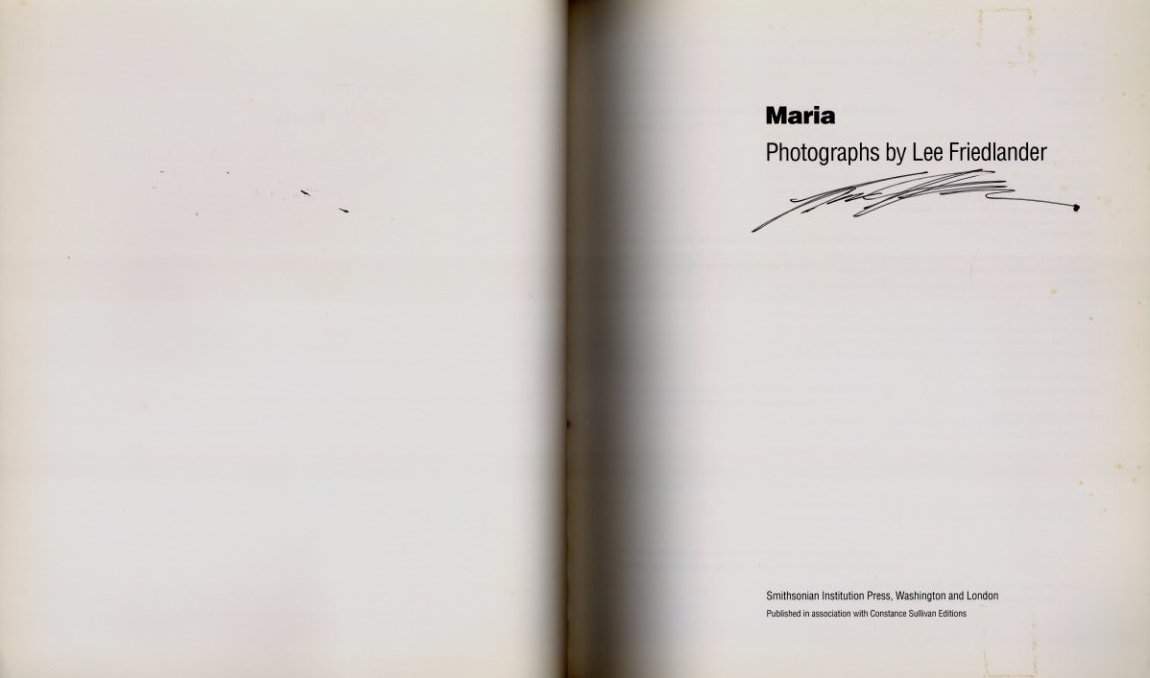 Maria
Photographs by Lee Friedlander
Smithsonian Institution Press, Washington and London
Published in association with Constance Sullivan Editions